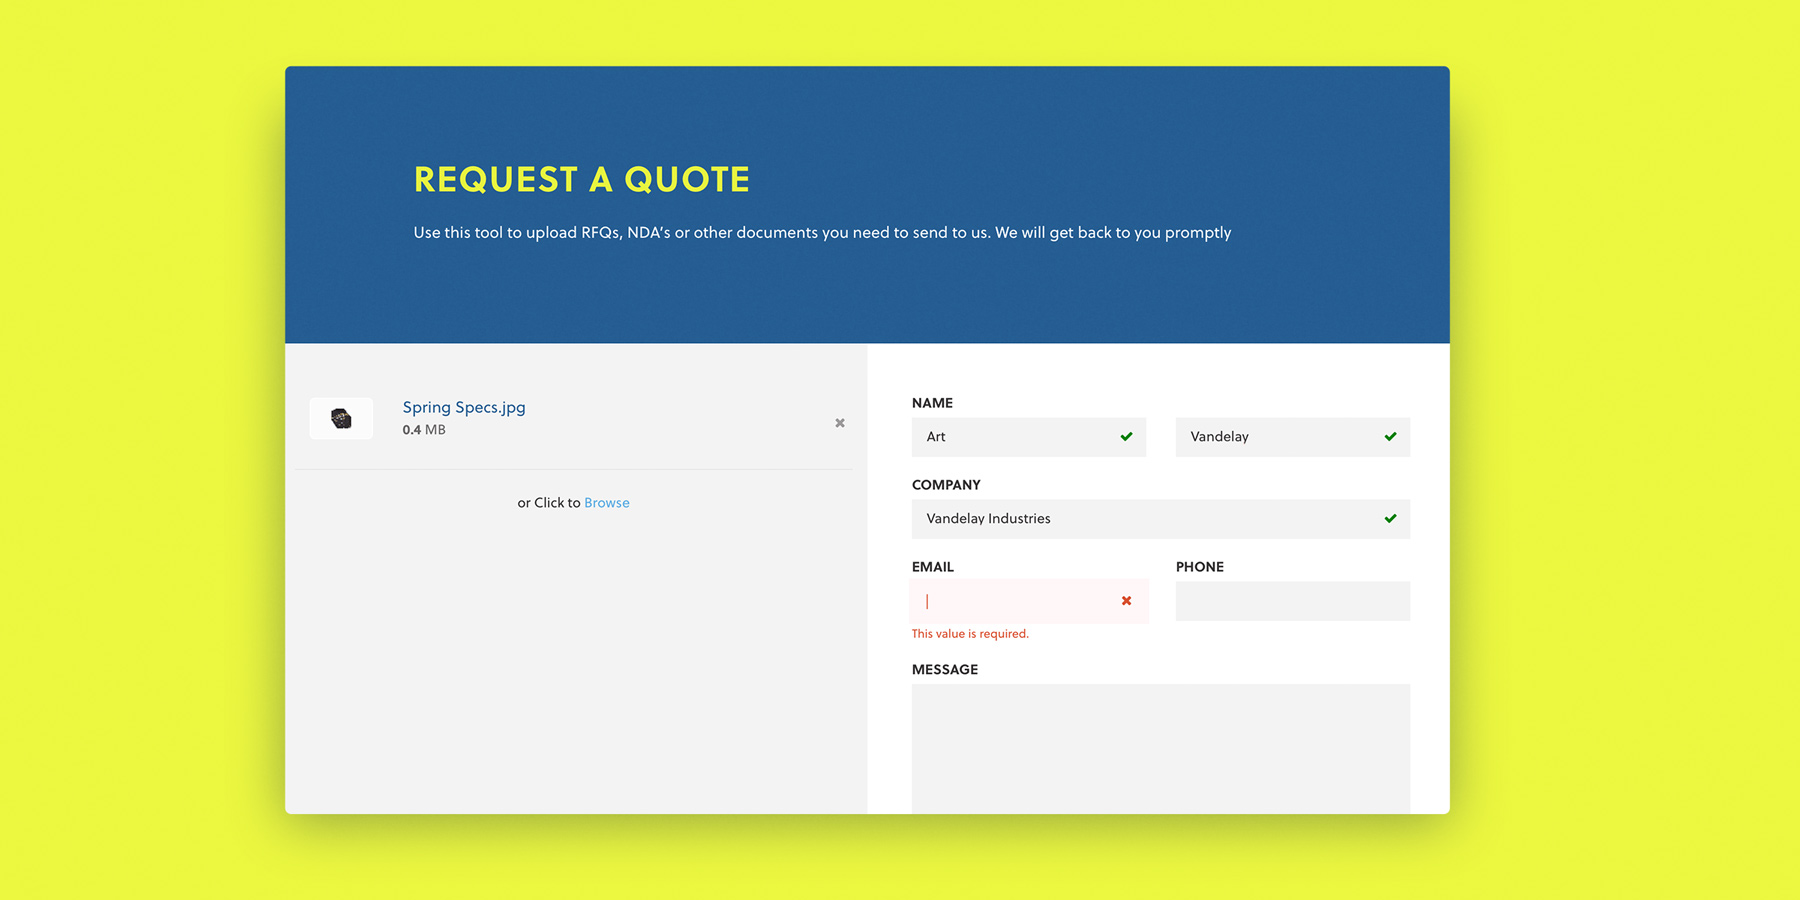 REQUEST A QUOTE
Use this tool to upload RFQs, NDA’s or other documents you need to send to us. We will get back to you promptly
Spring Specs.jpg
0.4 MB
or Click to Browse
NAME
Art
Vandelay
COMPANY
Vandelay Industries
EMAIL
PHONE
This value is required.
MESSAGE